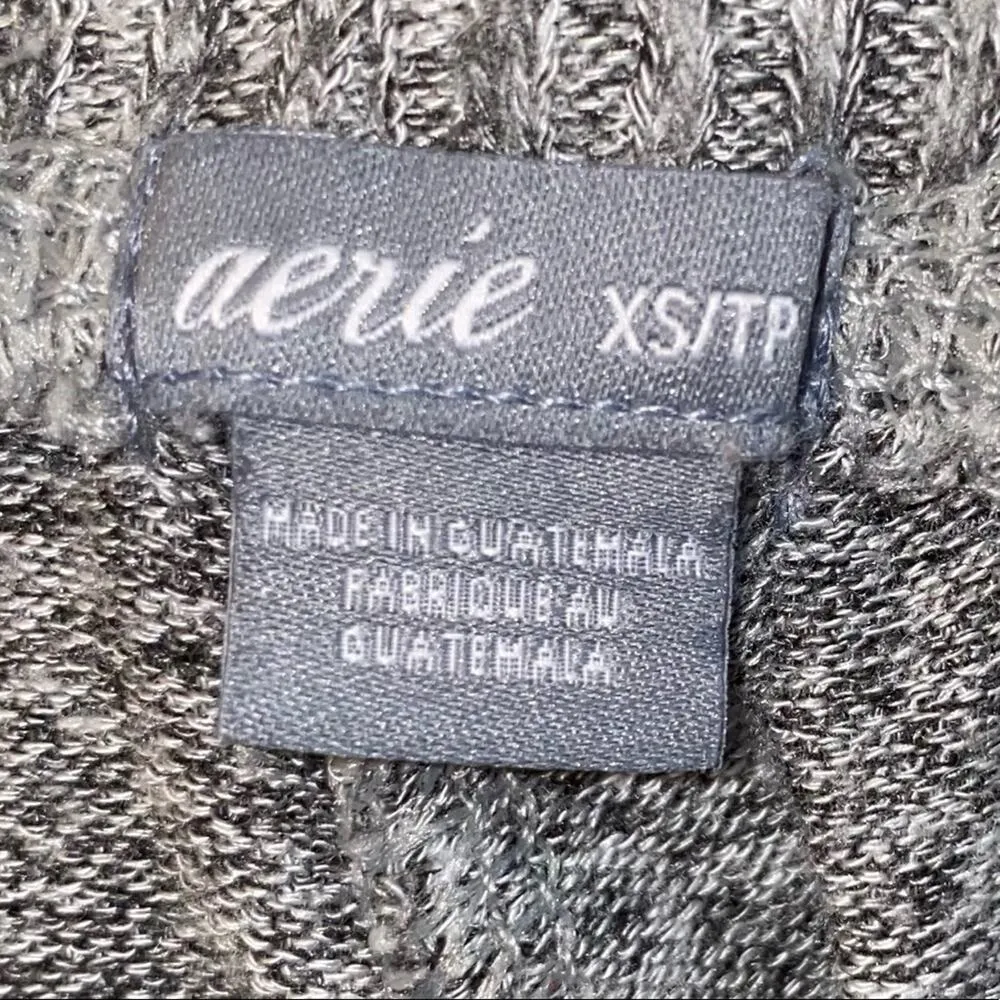 aerie XS/TP
MADE IN GUATEMALA
FABRIQUE AU
GUATEMALA